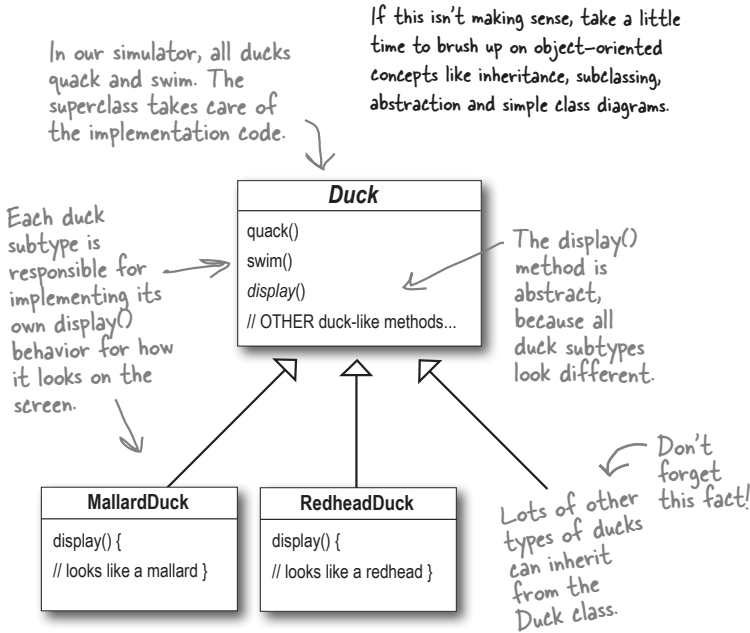 In our simulator, all ducks
quack and swim. The
superclass takes care of
the implementation code.
If this isn't making sense, take a little
time to brush up on object-oriented
concepts like inheritance, subclassing,
abstraction and simple class diagrams.
Duck
quack()
swim()
display()
// OTHER duck-like methods...
Each duck
subtype is
responsible for
implementing its
own display()
behavior for how
it looks on the
screen.
The display()
method is
abstract,
because all
duck subtypes
look different.
MallardDuck
display() {
// looks like a mallard }
RedheadDuck
display() {
// looks like a redhead }
Lots of other
types of ducks
can inherit
from the
Duck class.
Don't
forget
this fact!